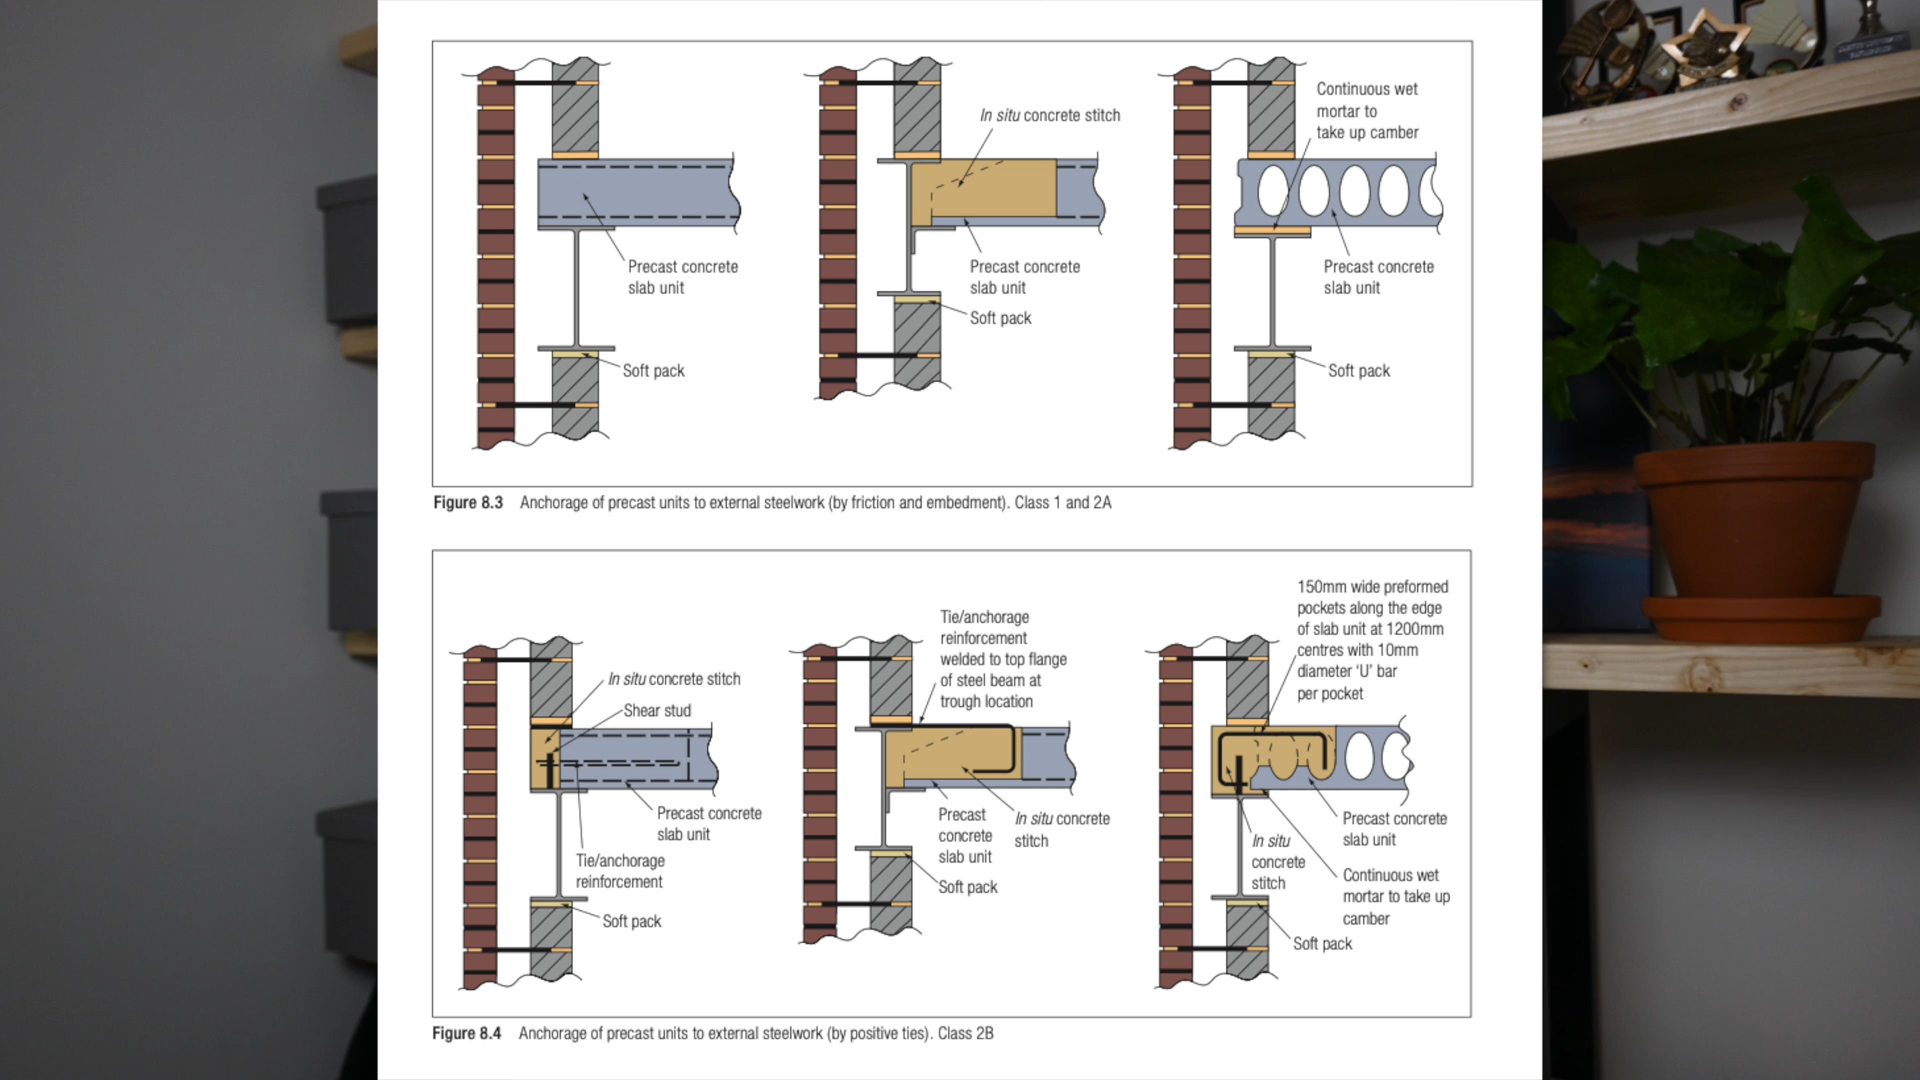 Continuous wet
mortar to
take up camber
In situ concrete stitch
Precast concrete
slab unit
Precast concrete
slab unit
Precast concrete
slab unit
Soft pack
Soft pack
Soft pack
Figure 8.3 Anchorage of precast units to external steelwork (by friction and embedment). Class 1 and 2A
150mm wide preformed
pockets along the edge
of slab unit at 1200mm
centres with 10mm
diameter ‘U’ bar
per pocket
Tie/anchorage
reinforcement
welded to top flange
of steel beam at
trough location
In situ concrete stitch
Shear stud
Precast concrete
slab unit
Tie/anchorage
reinforcement
Soft pack
Precast
concrete
slab unit
In situ concrete
stitch
Soft pack
Precast concrete
slab unit
In situ
concrete
stitch
Continuous wet
mortar to take up
camber
Soft pack
Figure 8.4 Anchorage of precast units to external steelwork (by positive ties). Class 2B